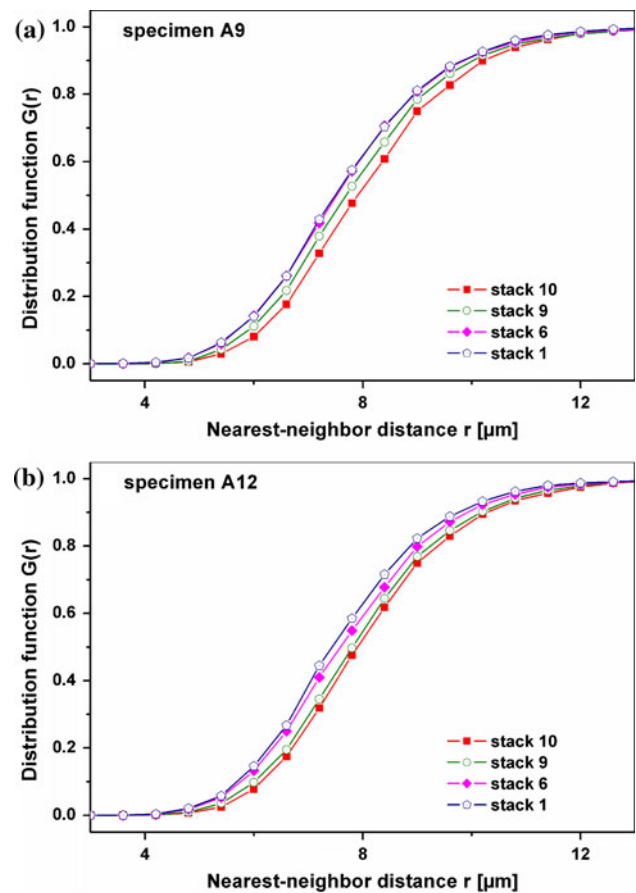 (a)
specimen A9
Distribution function G(r)
1.0
0.8
0.6
0.4
0.2
0.0
stack 10
stack 9
stack 6
stack 1
4
8
12
Nearest-neighbor distance r [µm]
(b)
specimen A12
Distribution function G(r)
1.0
0.8
0.6
0.4
0.2
0.0
stack 10
stack 9
stack 6
stack 1
4
8
12
Nearest-neighbor distance r [µm]